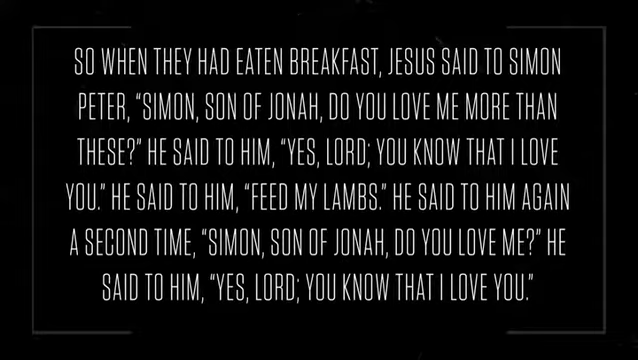 SO WHEN THEY HAD EATEN BREAKFAST, JESUS SAID TO SIMON
PETER, “SIMON, SON OF JONAH, DO YOU LOVE ME MORE THAN
THESE?” HE SAID TO HIM, “YES, LORD; YOU KNOW THAT I LOVE
YOU.” HE SAID TO HIM, “FEED MY LAMBS.” HE SAID TO HIM AGAIN
A SECOND TIME, “SIMON, SON OF JONAH, DO YOU LOVE ME?” HE
SAID TO HIM, “YES, LORD; YOU KNOW THAT I LOVE YOU.”